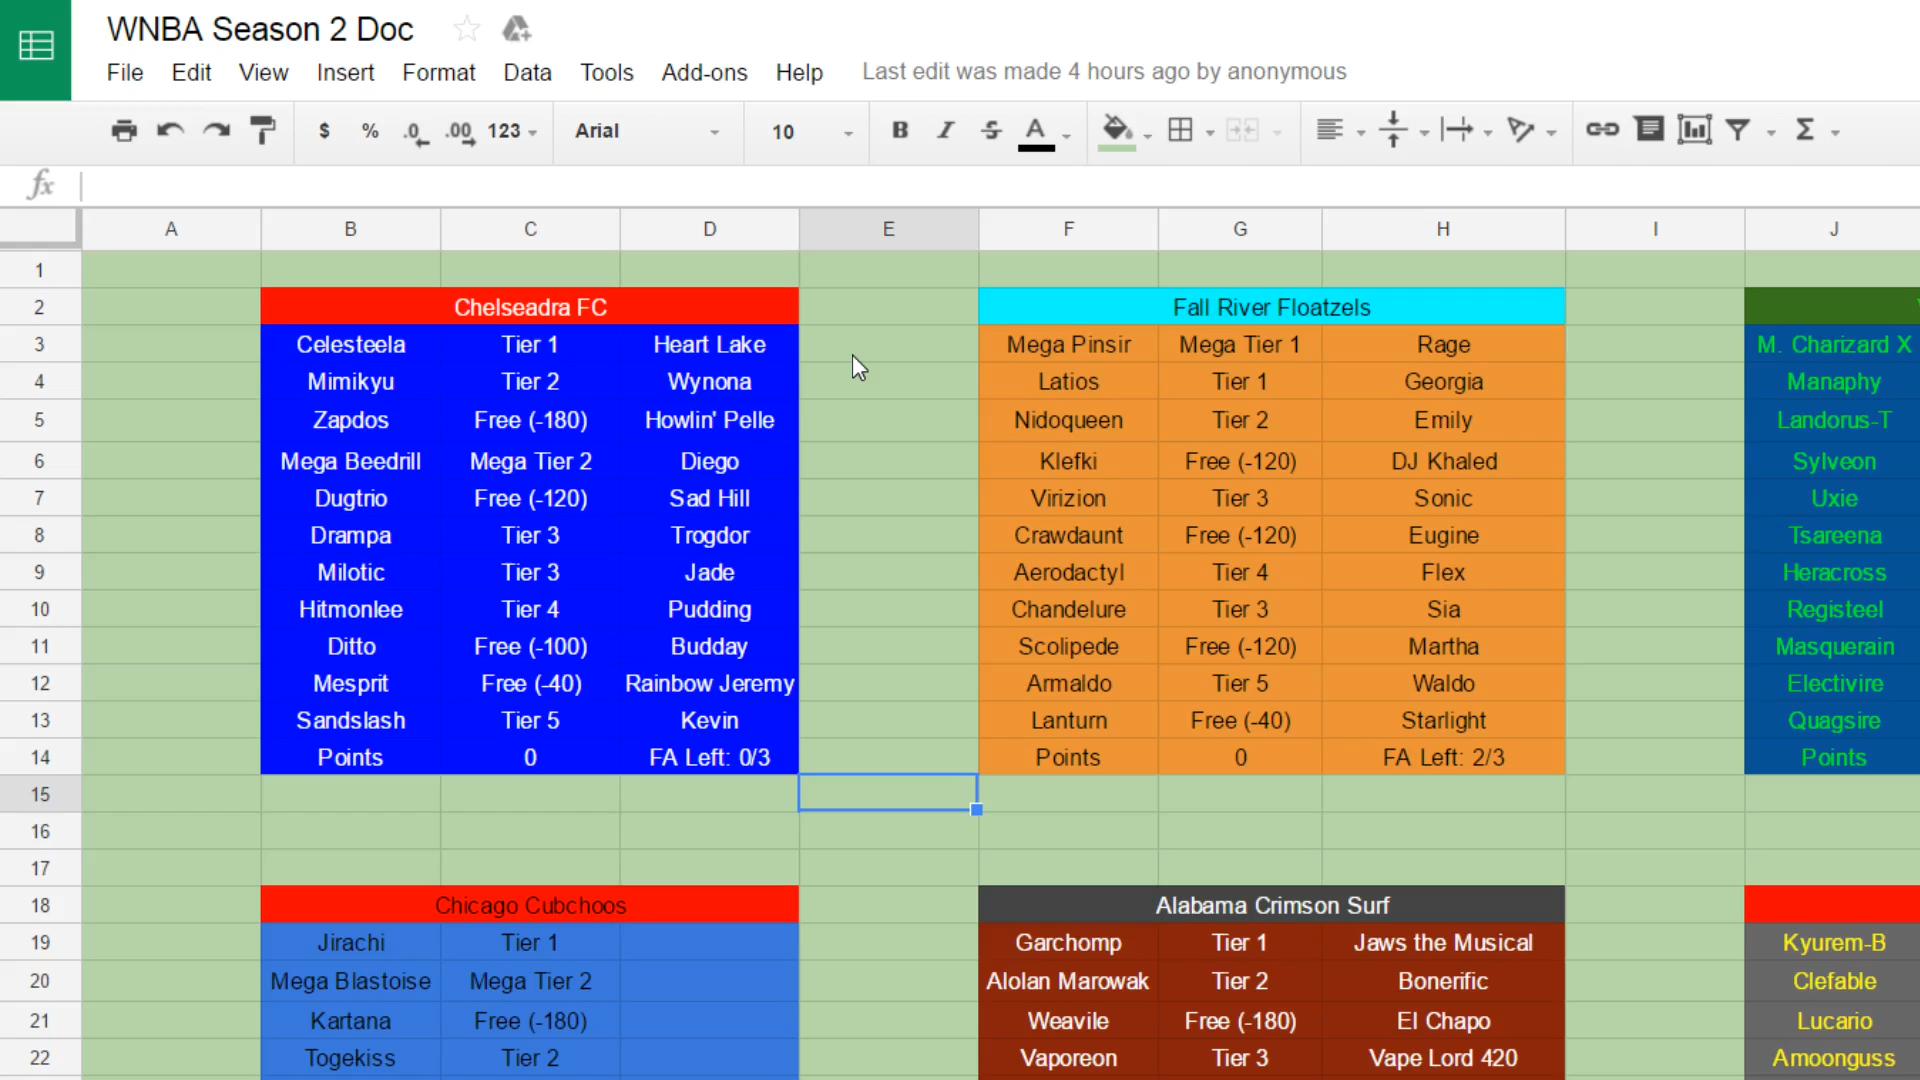 WNBA Season 2 Doc
File Edit View Insert Format Data Tools Add-ons Help Last edit was made 4 hours ago by anonymous
$ % .0 .00 123 Arial 10 B I S A Σ
fx
A B C D E F G H I J
1
2 Chelseadra FC Fall River Floatzels
3 Celesteela Tier 1 Heart Lake Mega Pinsir Mega Tier 1 Rage M. Charizard X
4 Mimikyu Tier 2 Wynona Latios Tier 1 Georgia Manaphy
5 Zapdos Free (-180) Howlin' Pelle Nidoqueen Tier 2 Emily Landorus-T
6 Mega Beedrill Mega Tier 2 Diego Klefki Free (-120) DJ Khaled Sylveon
7 Dugtrio Free (-120) Sad Hill Virizion Tier 3 Sonic Uxie
8 Drampa Tier 3 Trogdor Crawdaunt Free (-120) Eugine Tsareena
9 Milotic Tier 3 Jade Aerodactyl Tier 4 Flex Heracross
10 Hitmonlee Tier 4 Pudding Chandelure Tier 3 Sia Registeel
11 Ditto Free (-100) Budday Scolipede Free (-120) Martha Masquerain
12 Mesprit Free (-40) Rainbow Jeremy Armaldo Tier 5 Waldo Electivire
13 Sandslash Tier 5 Kevin Lanturn Free (-40) Starlight Quagsire
14 Points 0 FA Left: 0/3 Points 0 FA Left: 2/3 Points
15
16
17
18 Chicago Cubchoos Alabama Crimson Surf
19 Jirachi Tier 1 Garchomp Tier 1 Jaws the Musical Kyurem-B
20 Mega Blastoise Mega Tier 2 Alolan Marowak Tier 2 Bonerific Clefable
21 Kartana Free (-180) Weavile Free (-180) El Chapo Lucario
22 Togekiss Tier 2 Vaporeon Tier 3 Vape Lord 420 Amoonguss